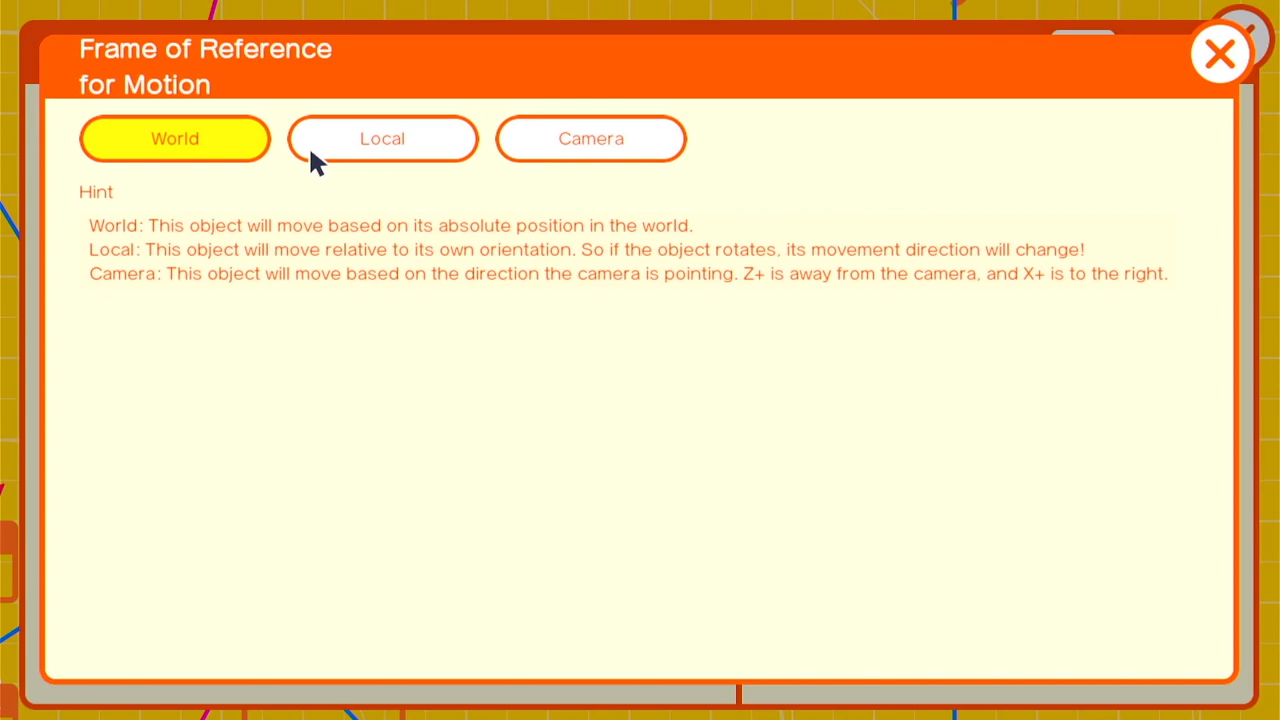 Frame of Reference
for Motion
World
Local
Camera
Hint
World: This object will move based on its absolute position in the world.
Local: This object will move relative to its own orientation. So if the object rotates, its movement direction will change!
Camera: This object will move based on the direction the camera is pointing. Z+ is away from the camera, and X+ is to the right.